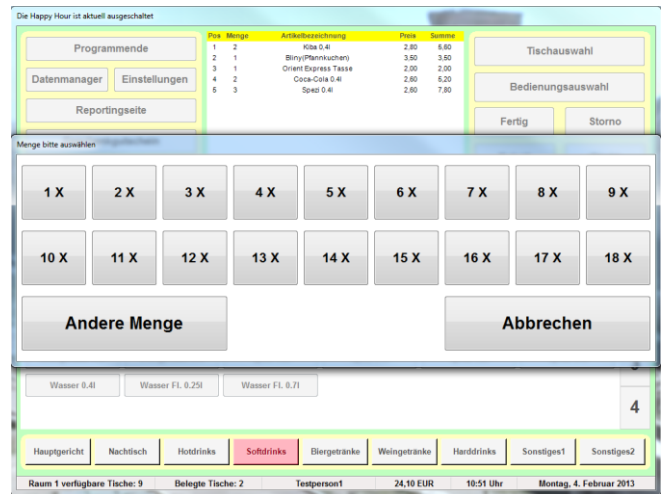 Die Happy Hour ist aktuell ausgeschaltet
Programmende
Datenmanager Einstellungen
Reportingseite
Pos Menge Artikelbezeichnung Preis Summe
1 2 Kiba 0,4l 2,80 5,60
2 1 Bliny(Pfannkuchen) 3,50 3,50
3 1 Orient Express Tasse 2,00 2,00
4 2 Coca-Cola 0.4l 2,60 5,20
5 3 Spezi 0.4l 2,60 7,80
Tischauswahl
Bedienungsauswahl
Fertig Storno
Menge bitte auswählen
1 X 2 X 3 X 4 X 5 X 6 X 7 X 8 X 9 X
10 X 11 X 12 X 13 X 14 X 15 X 16 X 17 X 18 X
Andere Menge Abbrechen
Wasser 0.4l Wasser Fl. 0.25l Wasser Fl. 0.7l
4
Hauptgericht Nachtisch Hotdrinks Softdrinks Biergetränke Weingetränke Harddrinks Sonstiges1 Sonstiges2
Raum 1 verfügbare Tische: 9 Belegte Tische: 2 Testperson1 24,10 EUR 10:51 Uhr Montag, 4. Februar 2013